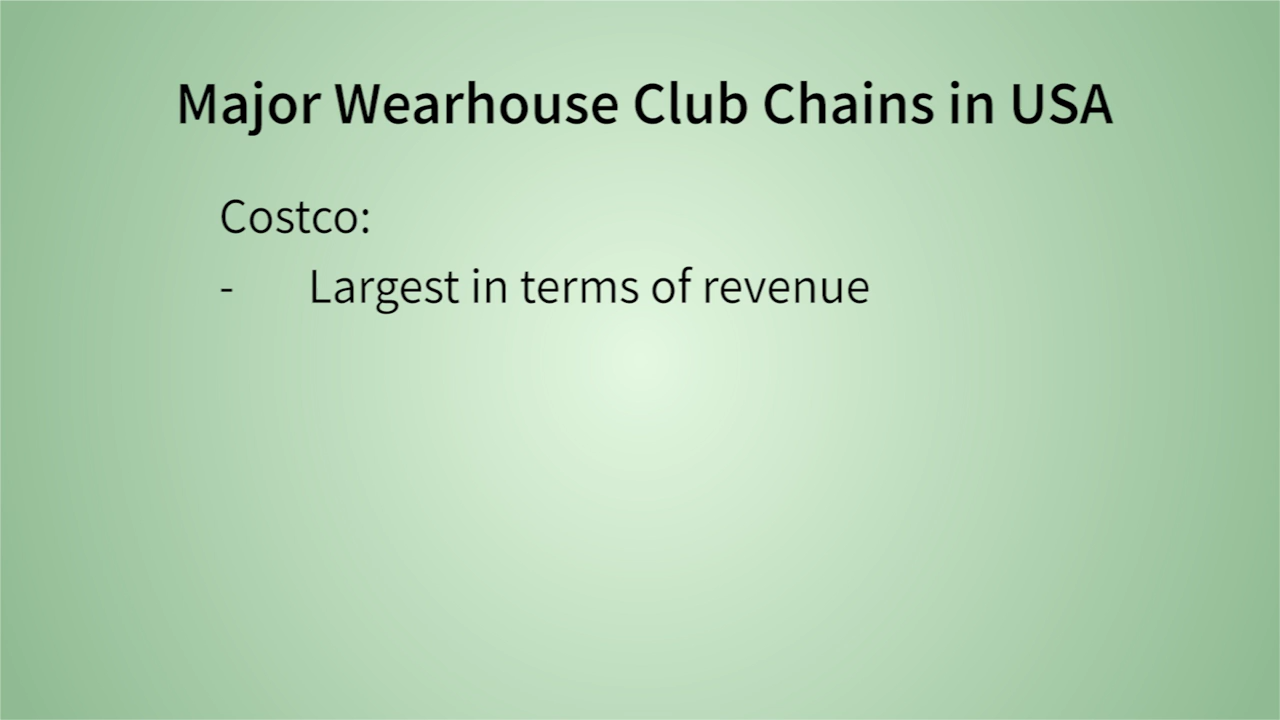 Major Wearhouse Club Chains in USA
Costco:
- Largest in terms of revenue